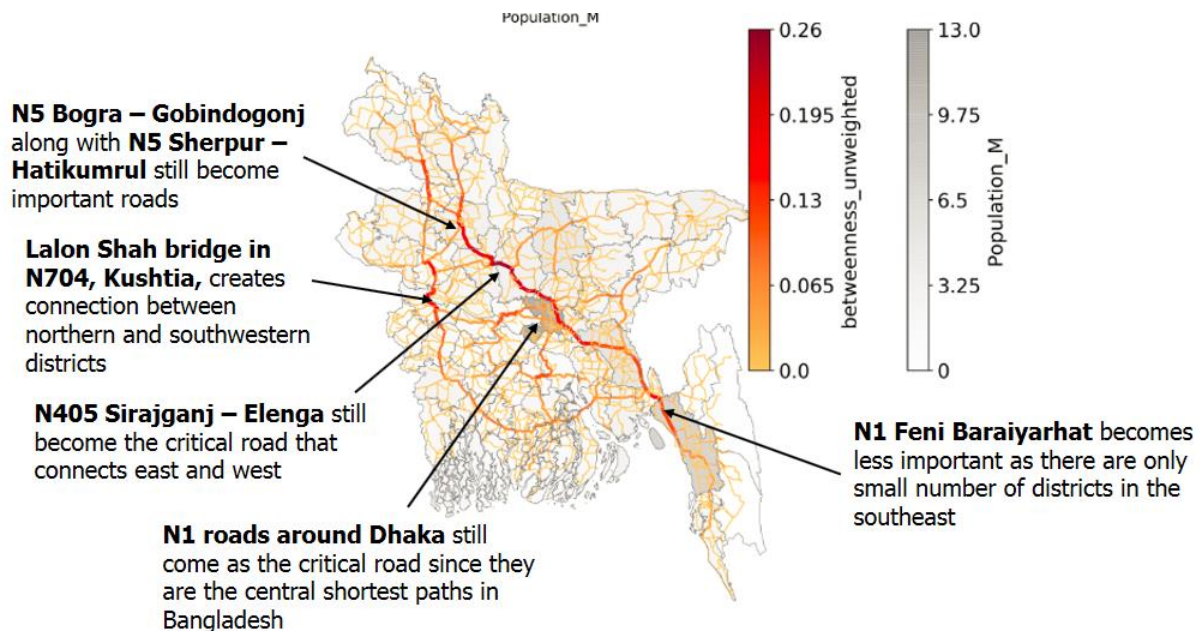 Population_M
0.26
0.195
0.13
0.065
0.0
betweenness_unweighted
13.0
9.75
6.5
3.25
0
Population_M
N5 Bogra – Gobindogonj
along with N5 Sherpur –
Hatikumrul still become
important roads
Lalon Shah bridge in
N704, Kushtia, creates
connection between
northern and southwestern
districts
N405 Sirajganj – Elenga still
become the critical road that
connects east and west
N1 roads around Dhaka still
come as the critical road since they
are the central shortest paths in
Bangladesh
N1 Feni Baraiyarhat becomes
less important as there are only
small number of districts in the
southeast